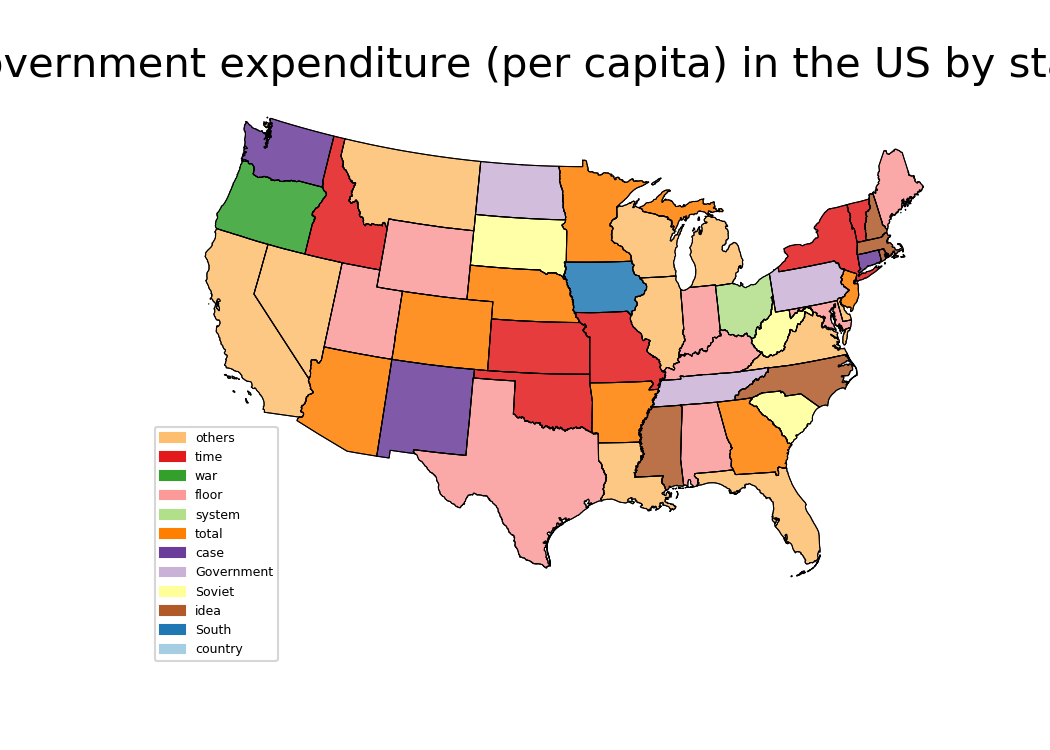 overnment expenditure (per capita) in the US by sta
others
time
war
floor
system
total
case
Government
Soviet
idea
South
country